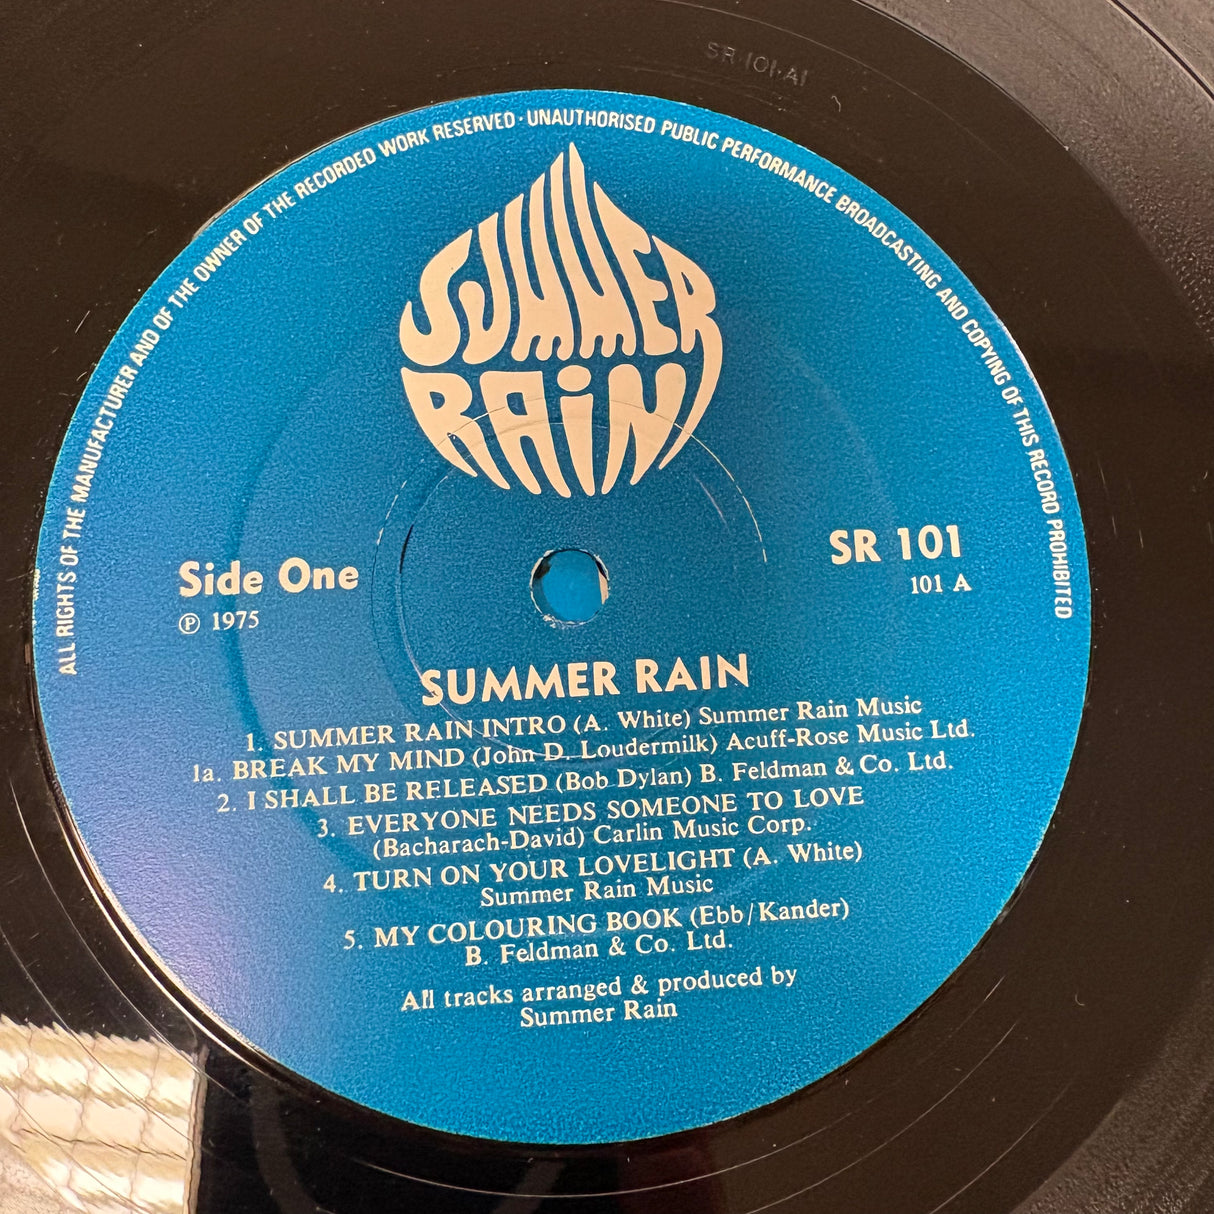 SR·101·A1
ALL RIGHTS OF THE MANUFACTURER AND OF THE OWNER OF THE RECORDED WORK RESERVED · UNAUTHORISED PUBLIC PERFORMANCE BROADCASTING AND COPYING OF THIS RECORD PROHIBITED
SUMMER
RAiN
Side One
℗ 1975
SR 101
101 A
SUMMER RAIN
1. SUMMER RAIN INTRO (A. White) Summer Rain Music
1a. BREAK MY MIND (John D. Loudermilk) Acuff-Rose Music Ltd.
2. I SHALL BE RELEASED (Bob Dylan) B. Feldman & Co. Ltd.
3. EVERYONE NEEDS SOMEONE TO LOVE
(Bacharach-David) Carlin Music Corp.
4. TURN ON YOUR LOVELIGHT (A. White)
Summer Rain Music
5. MY COLOURING BOOK (Ebb/Kander)
B. Feldman & Co. Ltd.
All tracks arranged & produced by
Summer Rain